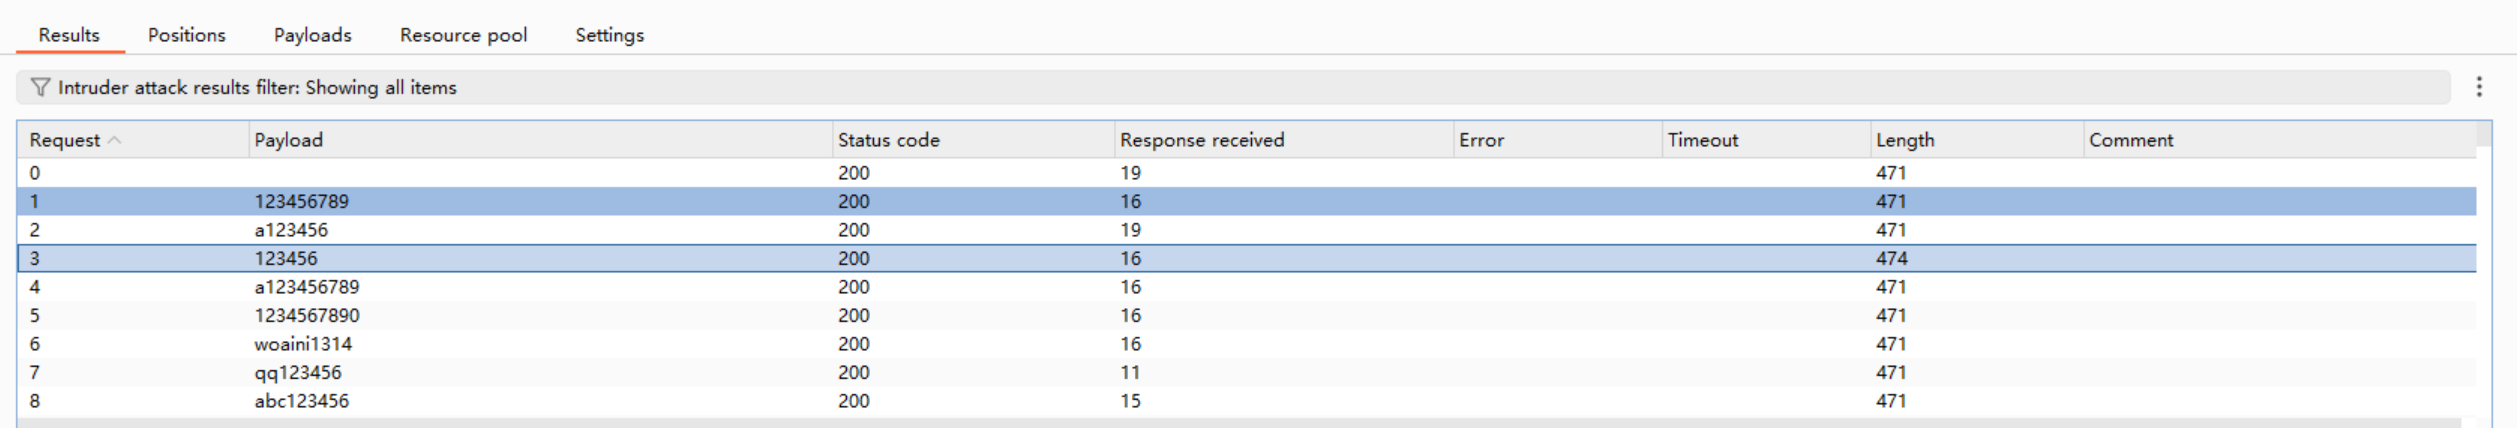 Results Positions Payloads Resource pool Settings
Intruder attack results filter: Showing all items
Request Payload Status code Response received Error Timeout Length Comment
0 200 19 471
1 123456789 200 16 471
2 a123456 200 19 471
3 123456 200 16 474
4 a123456789 200 16 471
5 1234567890 200 16 471
6 woaini1314 200 16 471
7 qq123456 200 11 471
8 abc123456 200 15 471